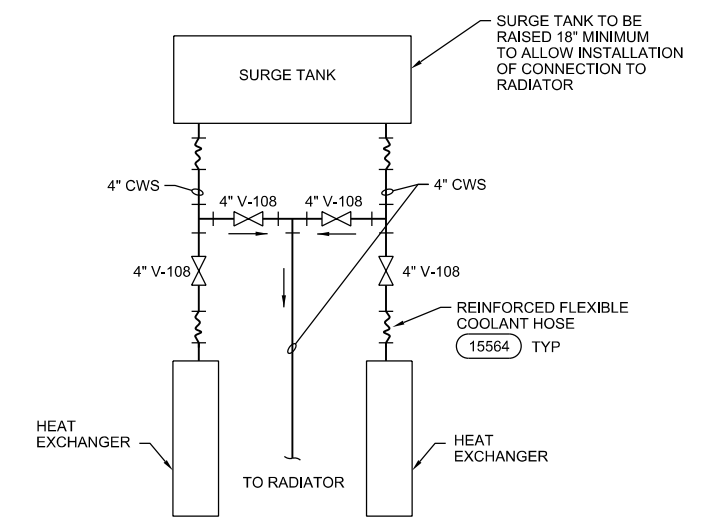 SURGE TANK TO BE
RAISED 18" MINIMUM
TO ALLOW INSTALLATION
OF CONNECTION TO
RADIATOR
SURGE TANK
4" CWS
4" V-108
4" V-108
4" CWS
4" V-108
4" V-108
REINFORCED FLEXIBLE
COOLANT HOSE
15564 TYP
HEAT
EXCHANGER
HEAT
EXCHANGER
TO RADIATOR